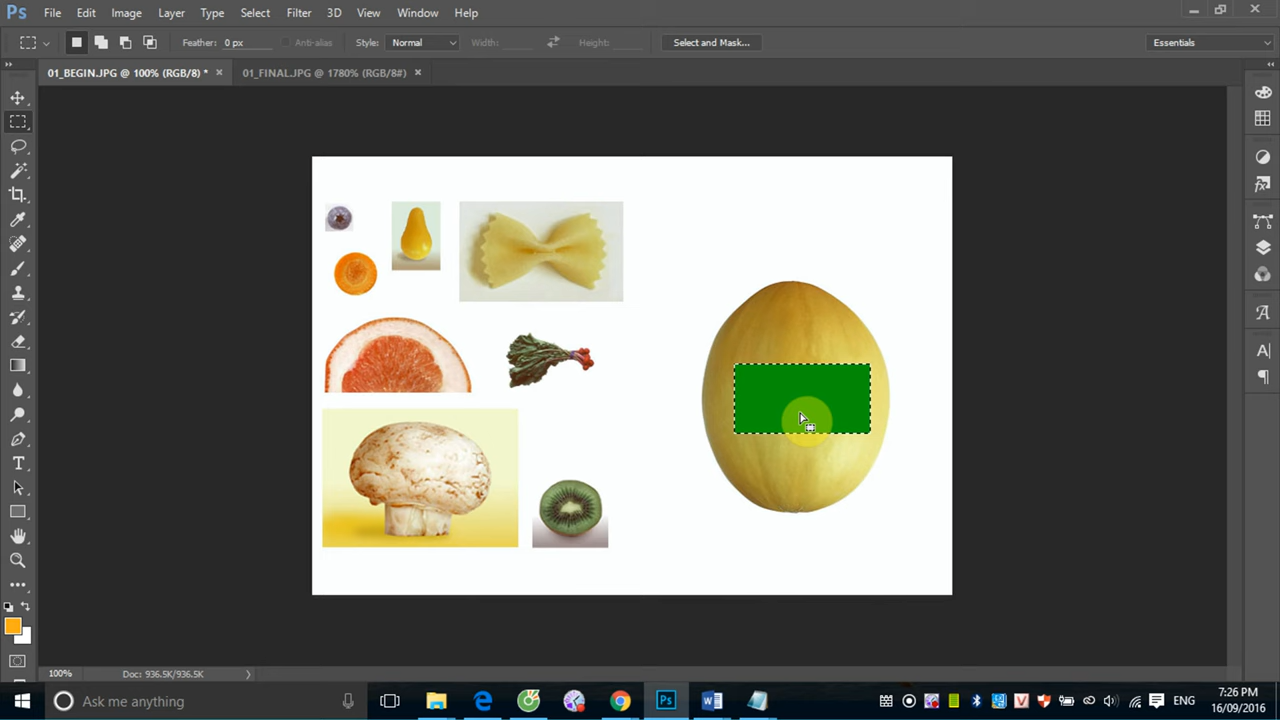 Ps File Edit Image Layer Type Select Filter 3D View Window Help
Feather: 0 px Anti-alias Style: Normal Width: Height: Select and Mask... Essentials
01_BEGIN.JPG @ 100% (RGB/8) * × 01_FINAL.JPG @ 1780% (RGB/8#) ×
100% Doc: 936.5K/936.5K
Ask me anything
ENG
7:26 PM
16/09/2016